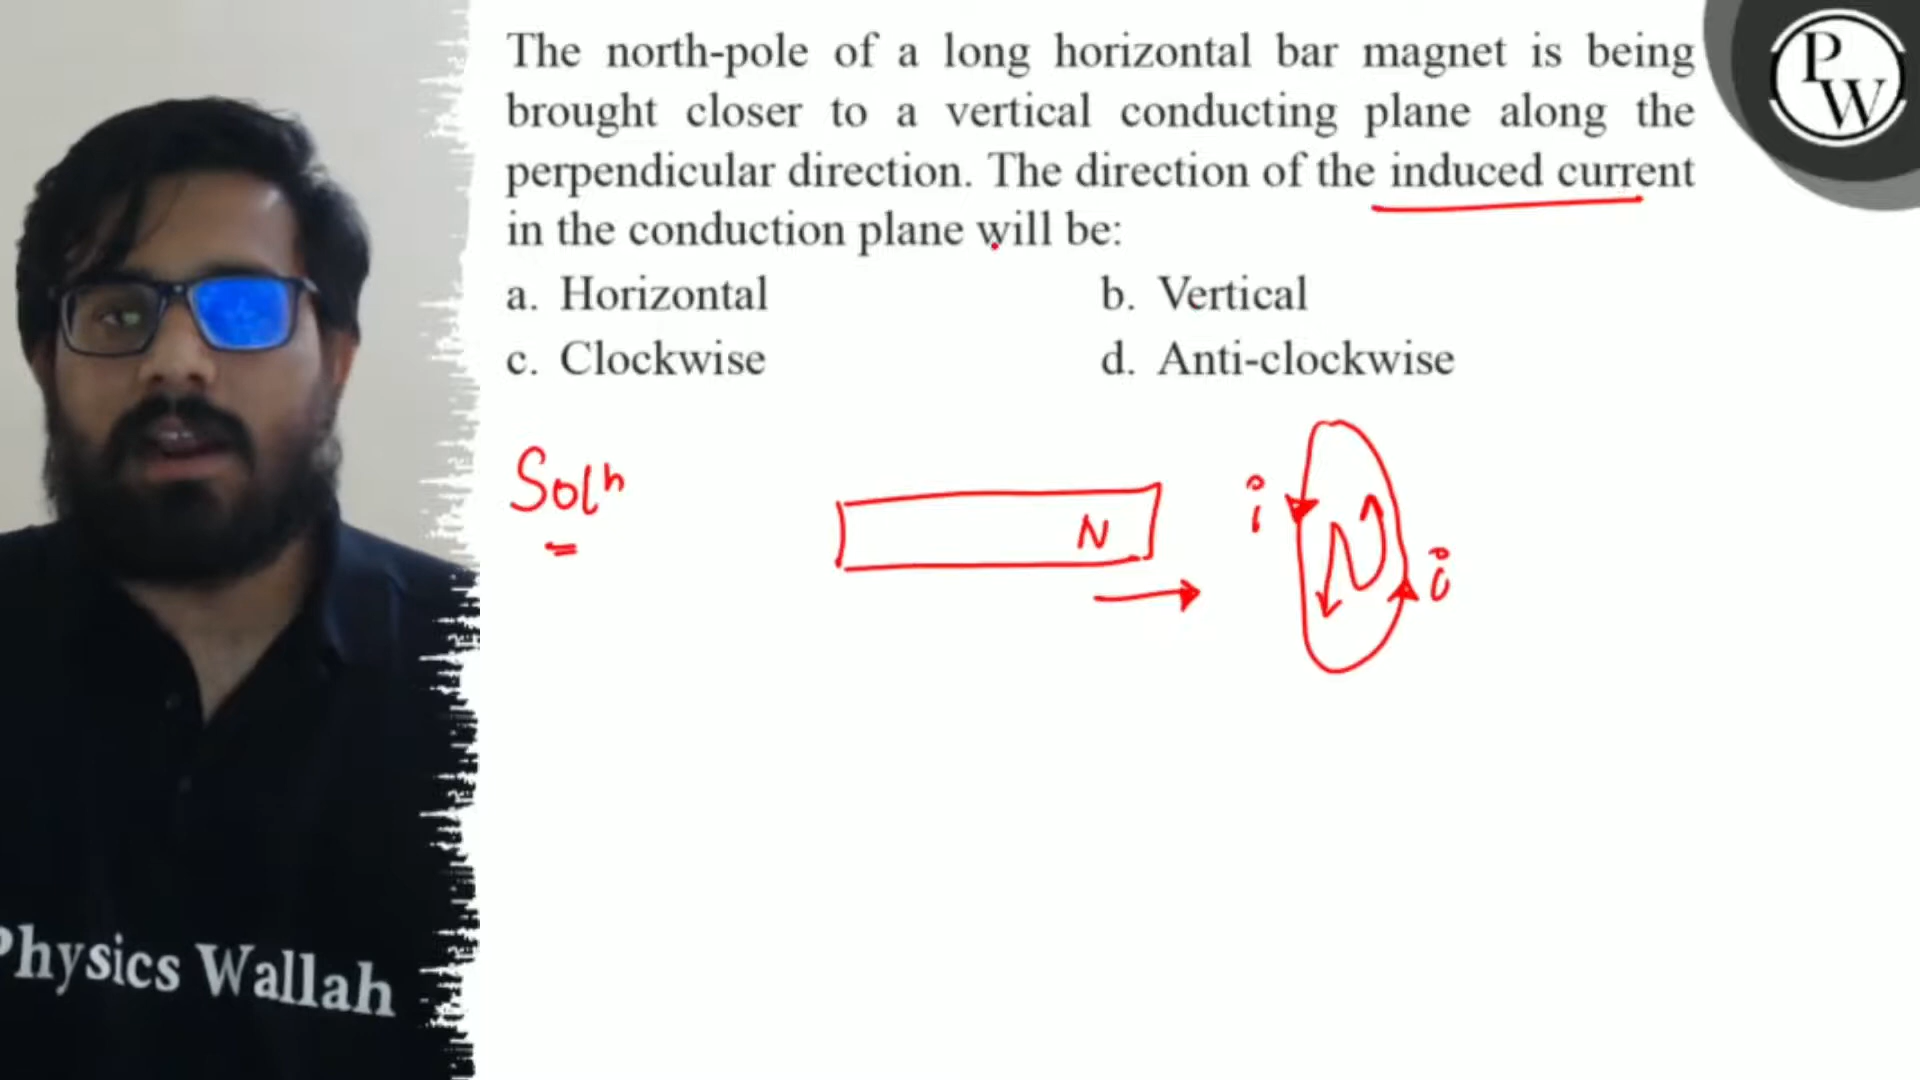 The north-pole of a long horizontal bar magnet is being
brought closer to a vertical conducting plane along the
perpendicular direction. The direction of the induced current
in the conduction plane will be:
a. Horizontal b. Vertical
c. Clockwise d. Anti-clockwise
Solⁿ
N
i
N
i
PW
Physics Wallah